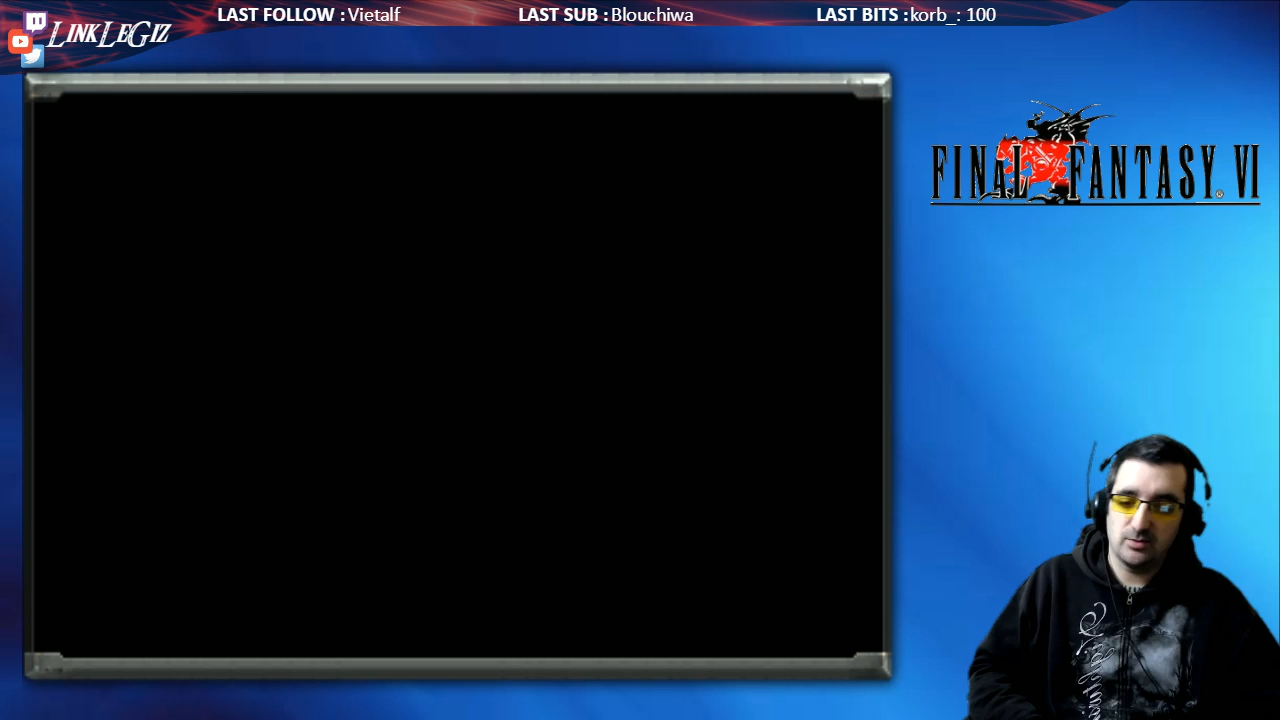 LAST FOLLOW : Vietalf
LAST SUB : Blouchiwa
LAST BITS : korb_: 100
LINKLEGIZ
FINAL FANTASY VI